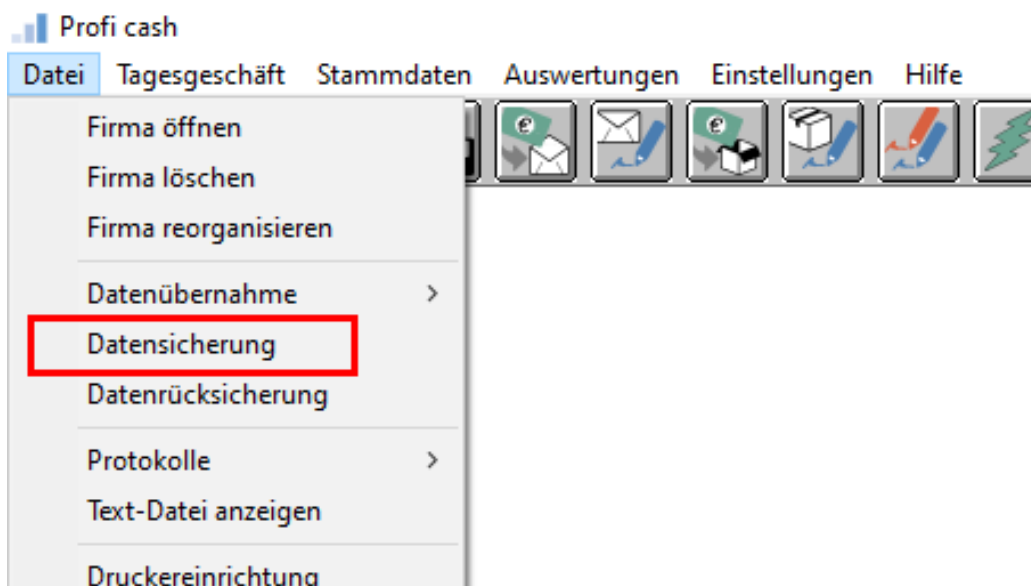 Profi cash
Datei Tagesgeschäft Stammdaten Auswertungen Einstellungen Hilfe
Firma öffnen
Firma löschen
Firma reorganisieren
Datenübernahme
Datensicherung
Datenrücksicherung
Protokolle
Text-Datei anzeigen
Druckereinrichtung